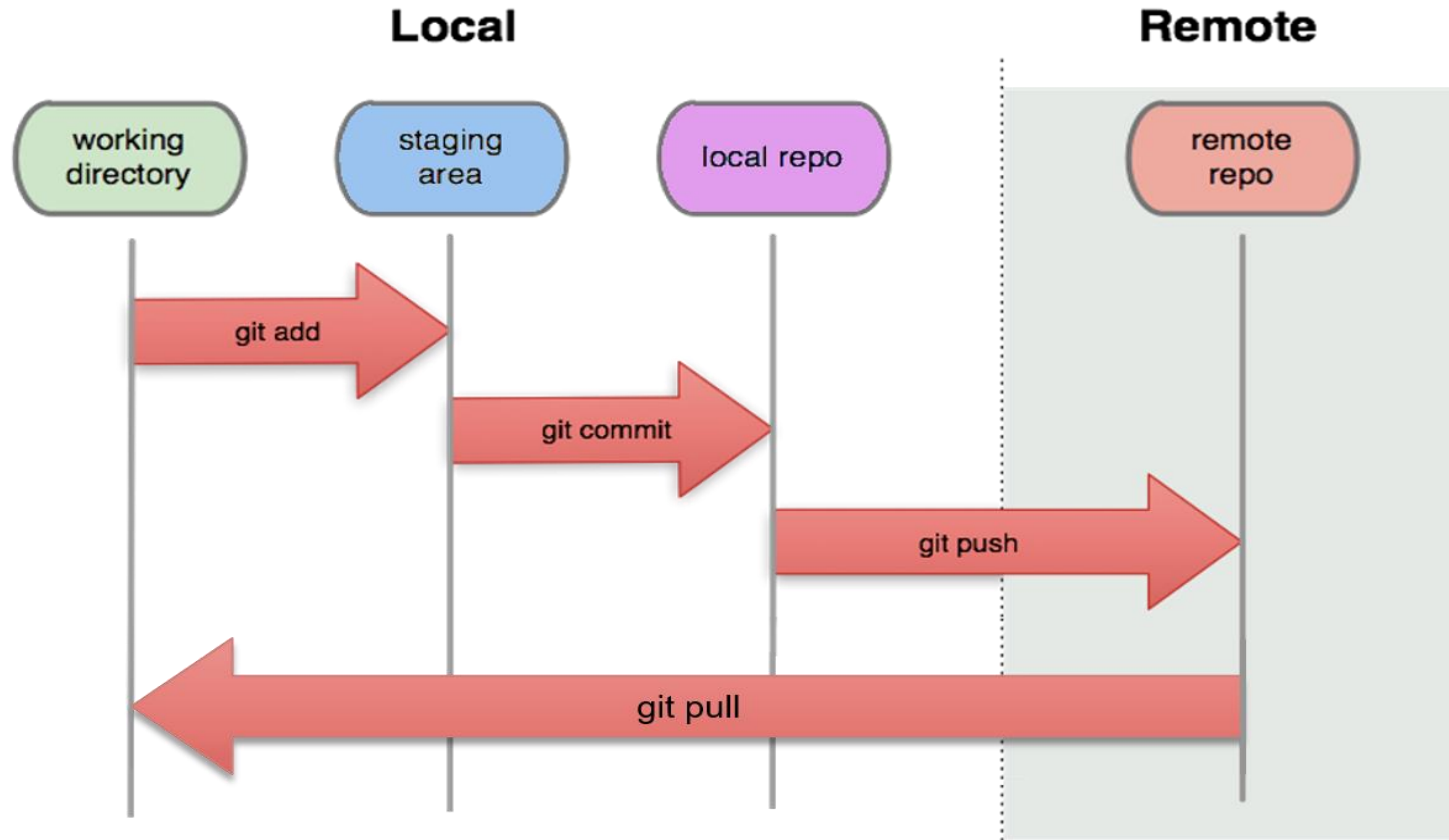 Local
Remote
working
directory
staging
area
local repo
remote
repo
git add
git commit
git push
git pull